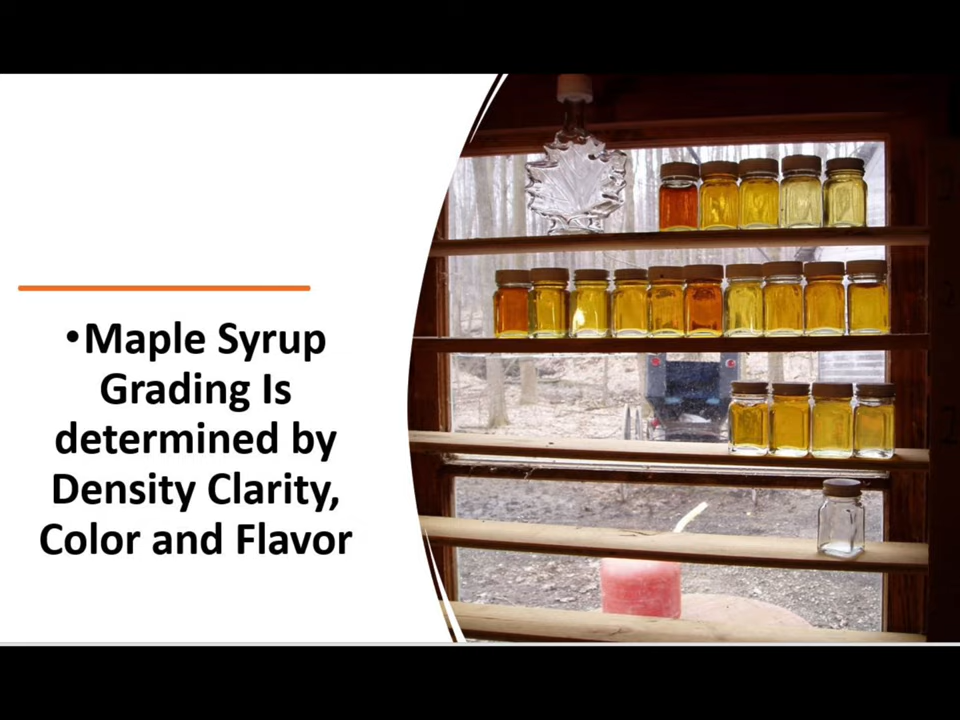 •Maple Syrup
Grading Is
determined by
Density Clarity,
Color and Flavor